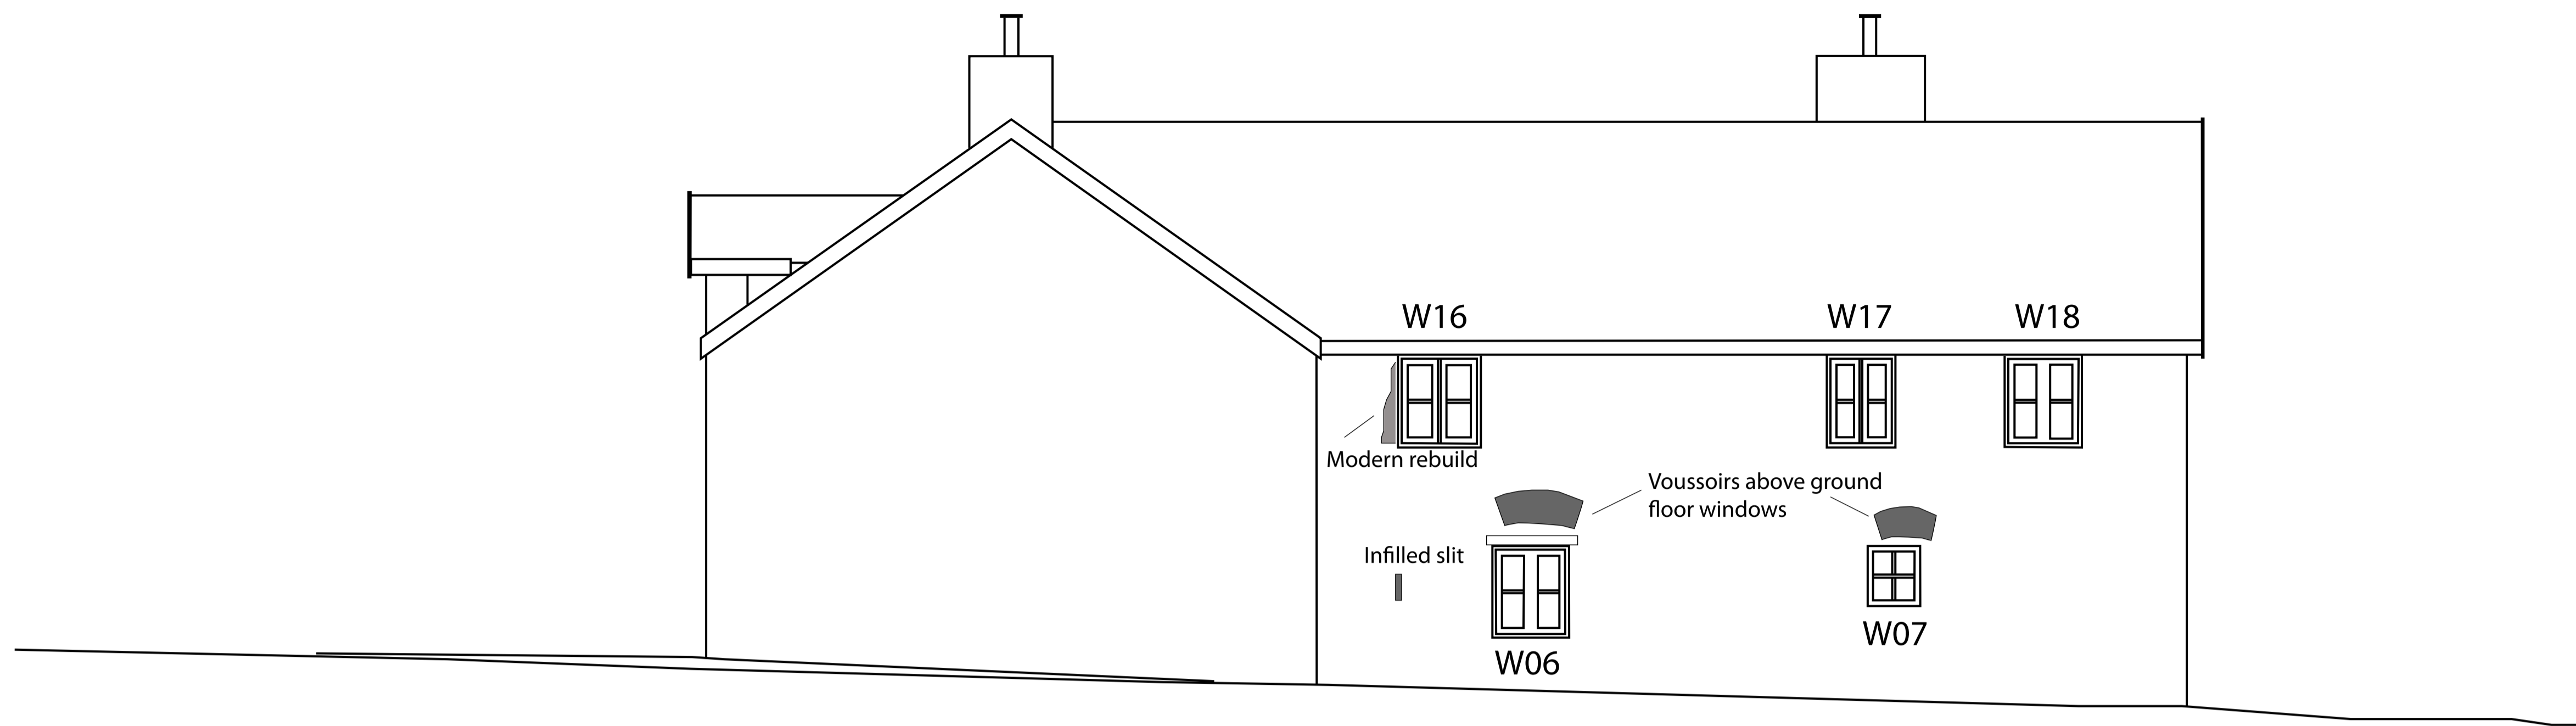 W16
W17
W18
Modern rebuild
Voussoirs above ground
floor windows
Infilled slit
W07
W06